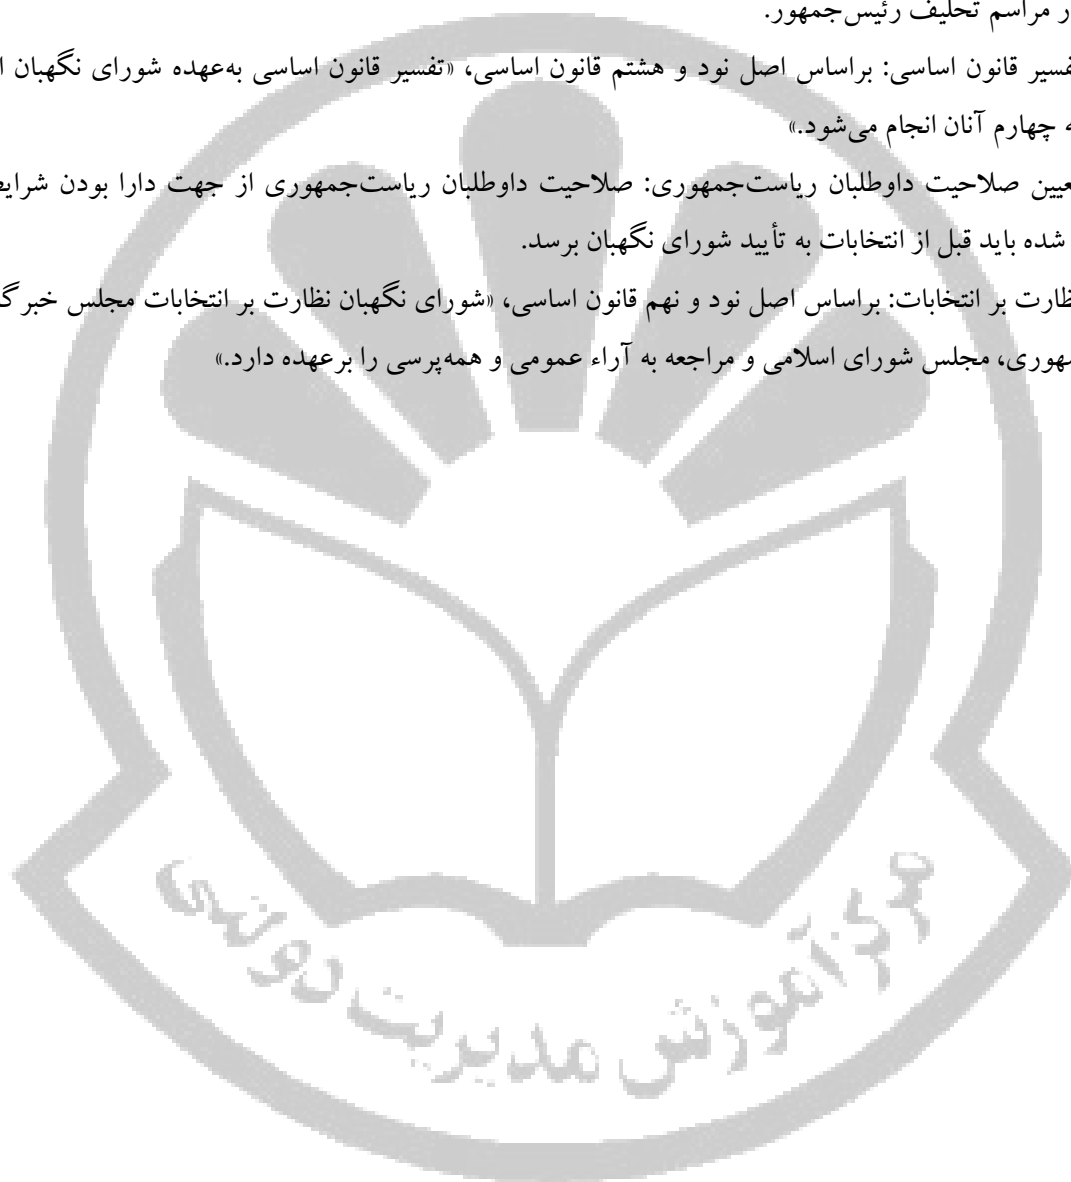 ر مراسم تحلیف رئیس‌جمهور.
فسیر قانون اساسی: براساس اصل نود و هشتم قانون اساسی، «تفسیر قانون اساسی به‌عهده شورای نگهبان ا
ه چهارم آنان انجام می‌شود.»
عیین صلاحیت داوطلبان ریاست‌جمهوری: صلاحیت داوطلبان ریاست‌جمهوری از جهت دارا بودن شرایط
شده باید قبل از انتخابات به تأیید شورای نگهبان برسد.
ظارت بر انتخابات: براساس اصل نود و نهم قانون اساسی، «شورای نگهبان نظارت بر انتخابات مجلس خبرگ
مهوری، مجلس شورای اسلامی و مراجعه به آراء عمومی و همه‌پرسی را برعهده دارد.»
مرکز آموزش مدیریت دولتی